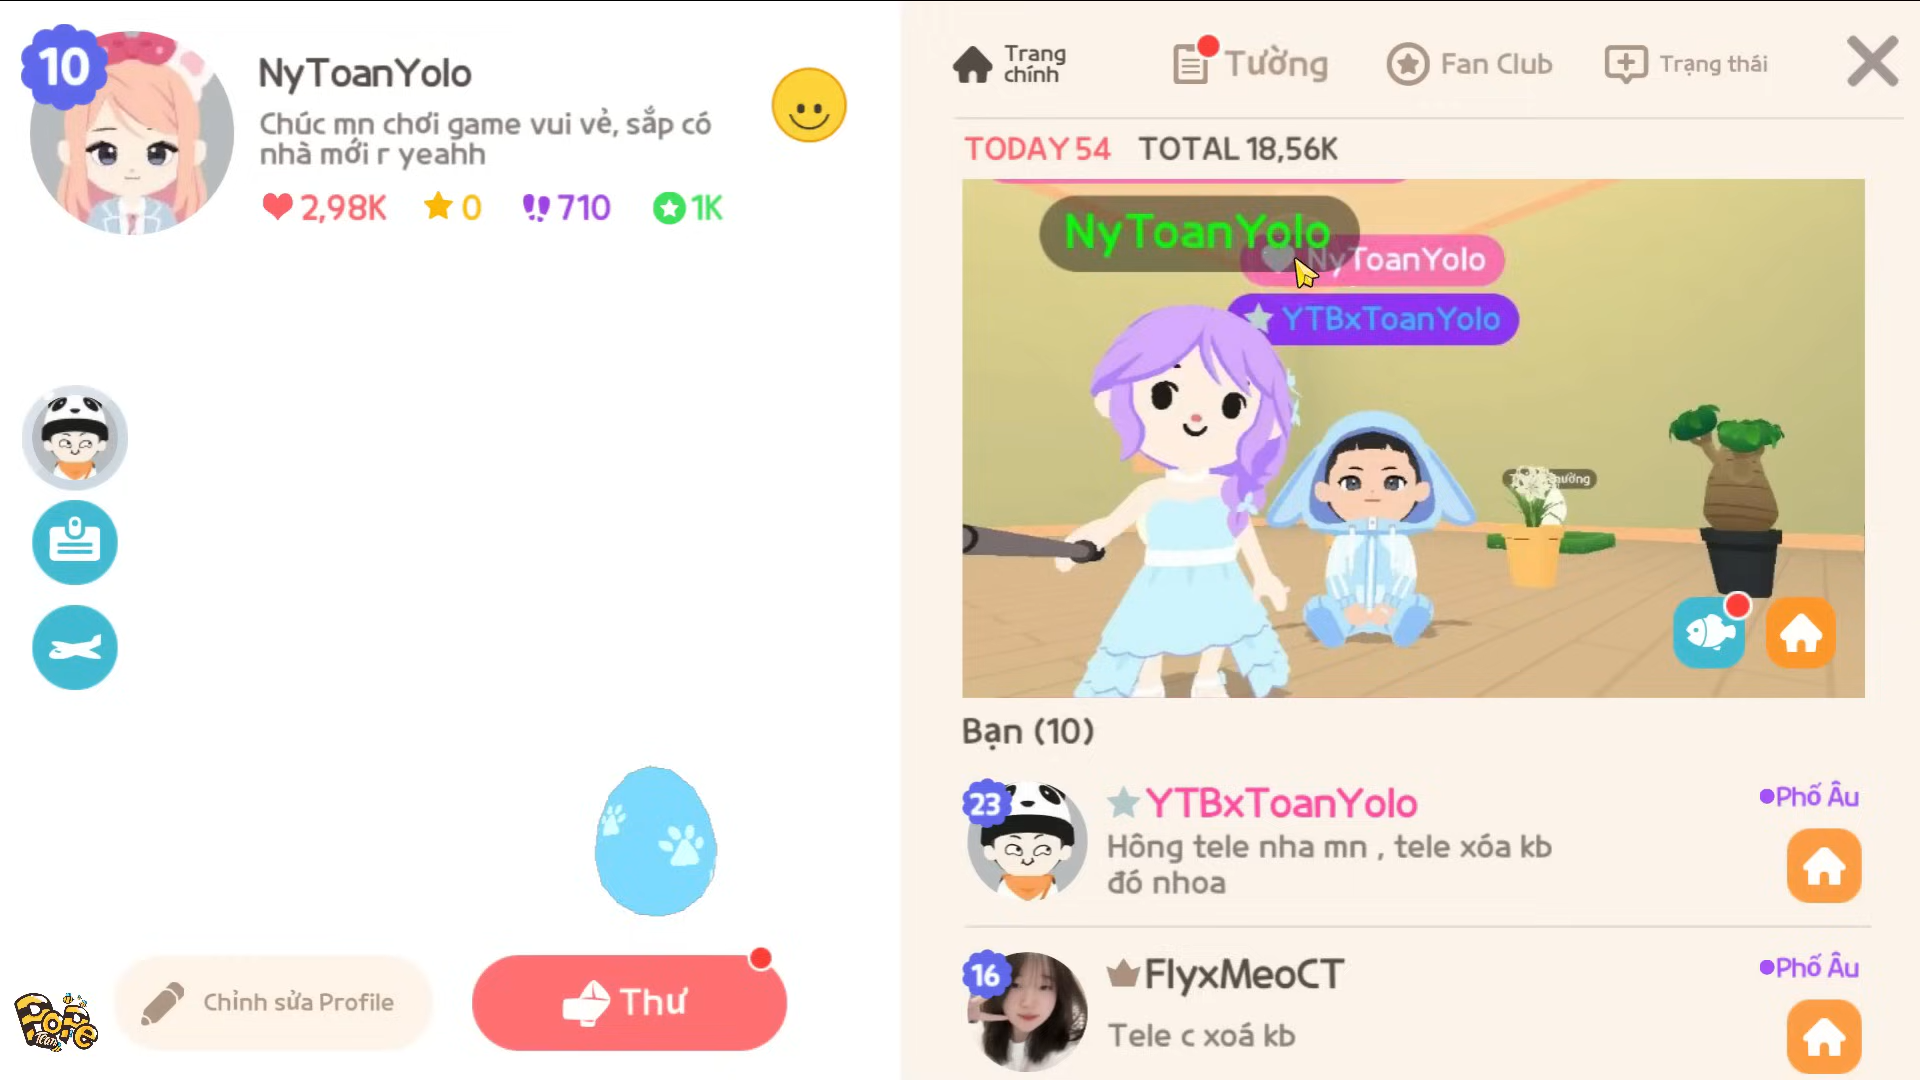 10
NyToanYolo
Chúc mn chơi game vui vẻ, sắp có
nhà mới r yeahh
2,98K
0
710
1K
Chỉnh sửa Profile
Thư
Trang
chính
Tường
Fan Club
Trạng thái
TODAY 54 TOTAL 18,56K
NyToanYolo
NyToanYolo
YTBxToanYolo
Bạn (10)
23
YTBxToanYolo
Phố Âu
Hông tele nha mn , tele xóa kb
đó nhoa
16
FlyxMeoCT
Phố Âu
Tele c xoá kb